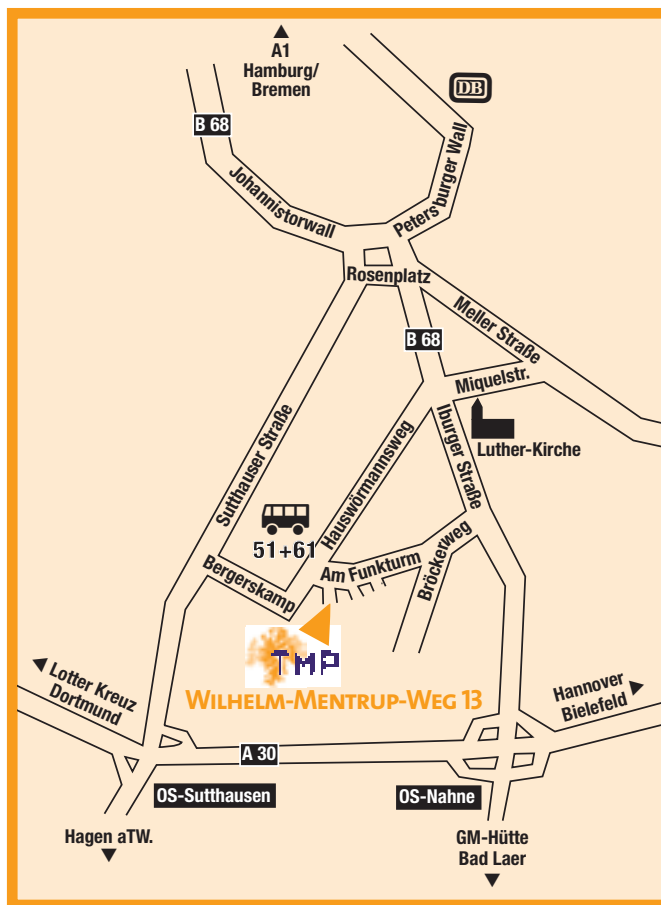 A1
Hamburg/
Bremen
DB
B 68
Johannistorwall
Petersburger Wall
Rosenplatz
Meller Straße
B 68
Miquelstr.
Luther-Kirche
Iburger Straße
Sutthauser Straße
Hauswörmannsweg
51+61
Am Funkturm
Bröckerweg
Bergerskamp
TMP
Wilhelm-Mentrup-Weg 13
Lotter Kreuz
Dortmund
Hannover
Bielefeld
A 30
OS-Sutthausen
OS-Nahne
Hagen aTW.
GM-Hütte
Bad Laer